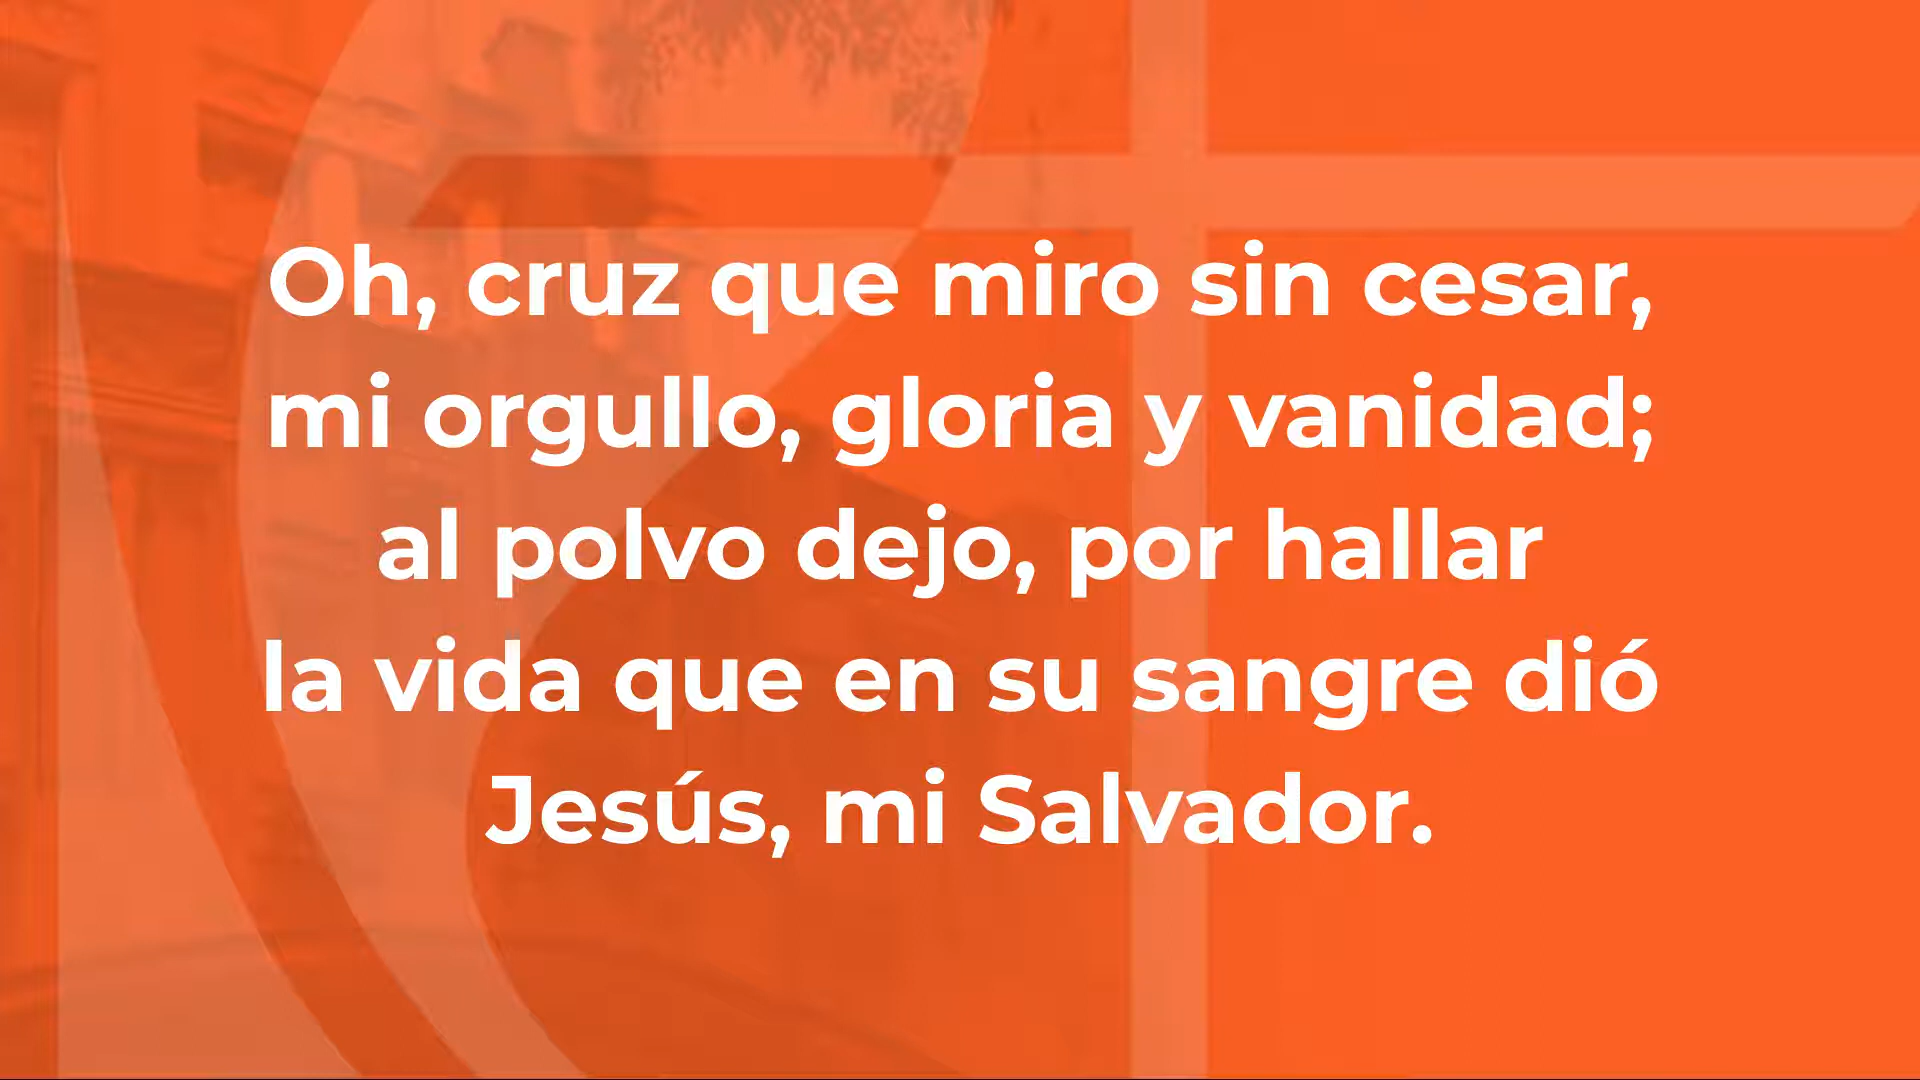 Oh, cruz que miro sin cesar,
mi orgullo, gloria y vanidad;
al polvo dejo, por hallar
la vida que en su sangre dió
Jesús, mi Salvador.